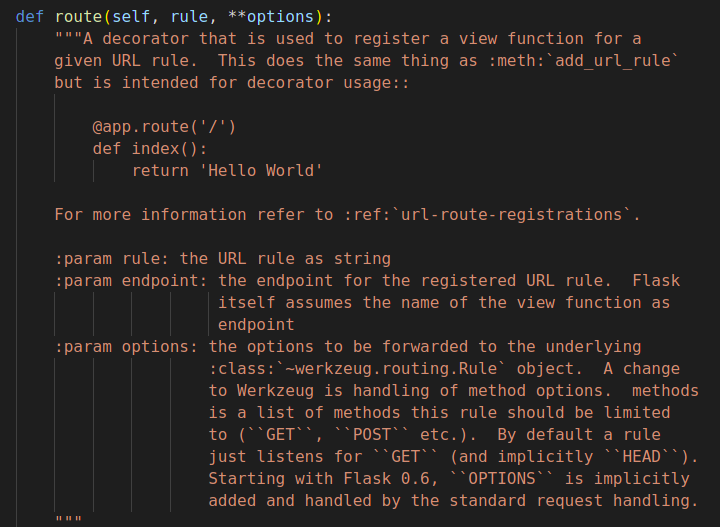 def route(self, rule, **options):
    """A decorator that is used to register a view function for a
    given URL rule.  This does the same thing as :meth:`add_url_rule`
    but is intended for decorator usage::

        @app.route('/')
        def index():
            return 'Hello World'

    For more information refer to :ref:`url-route-registrations`.

    :param rule: the URL rule as string
    :param endpoint: the endpoint for the registered URL rule.  Flask
                     itself assumes the name of the view function as
                     endpoint
    :param options: the options to be forwarded to the underlying
                    :class:`~werkzeug.routing.Rule` object.  A change
                    to Werkzeug is handling of method options.  methods
                    is a list of methods this rule should be limited
                    to (``GET``, ``POST`` etc.).  By default a rule
                    just listens for ``GET`` (and implicitly ``HEAD``).
                    Starting with Flask 0.6, ``OPTIONS`` is implicitly
                    added and handled by the standard request handling.
    """